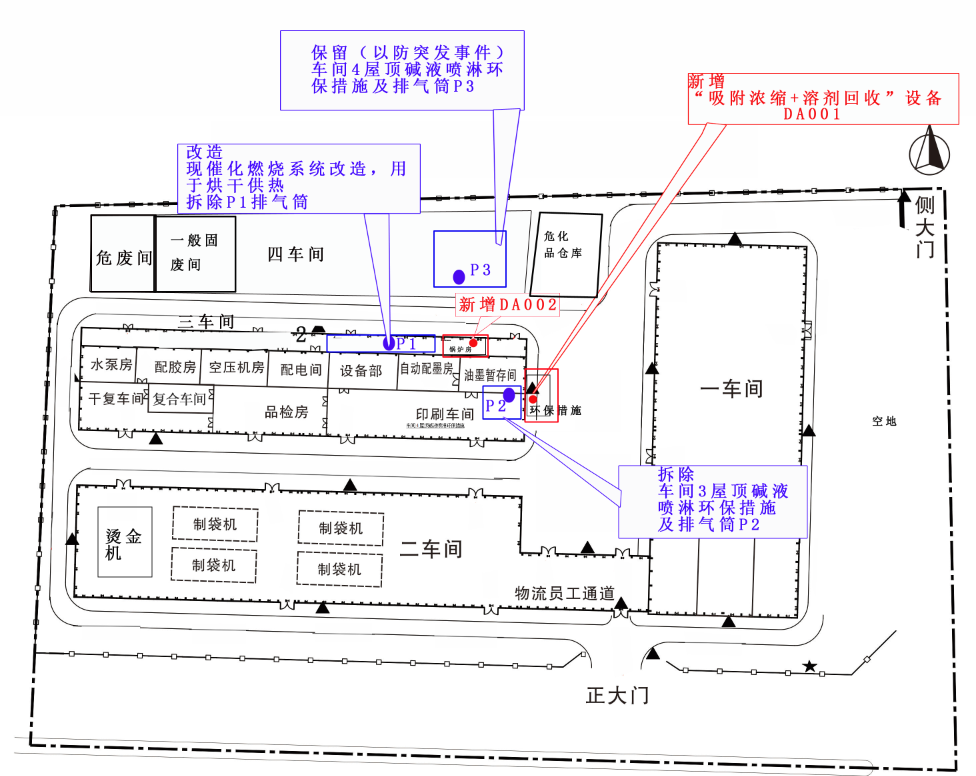 保留（以防突发事件）
车间4屋顶碱液喷淋环
保措施及排气筒P3
新增
“吸附浓缩+溶剂回收”设备
DA001
改造
现催化燃烧系统改造，用
于烘干供热
拆除P1排气筒
侧大门
危废间
一般固
废间
四车间
P3
危化
品仓库
新增DA002
三车间
2
P1
锅炉房
水泵房
配胶房
空压机房
配电间
设备部
自动配墨房
油墨暂存间
干复车间
复合车间
品检房
印刷车间
P2
环保措施
一车间
空地
拆除
车间3屋顶碱液
喷淋环保措施
及排气筒P2
烫金
机
制袋机
制袋机
制袋机
制袋机
二车间
物流员工通道
正大门